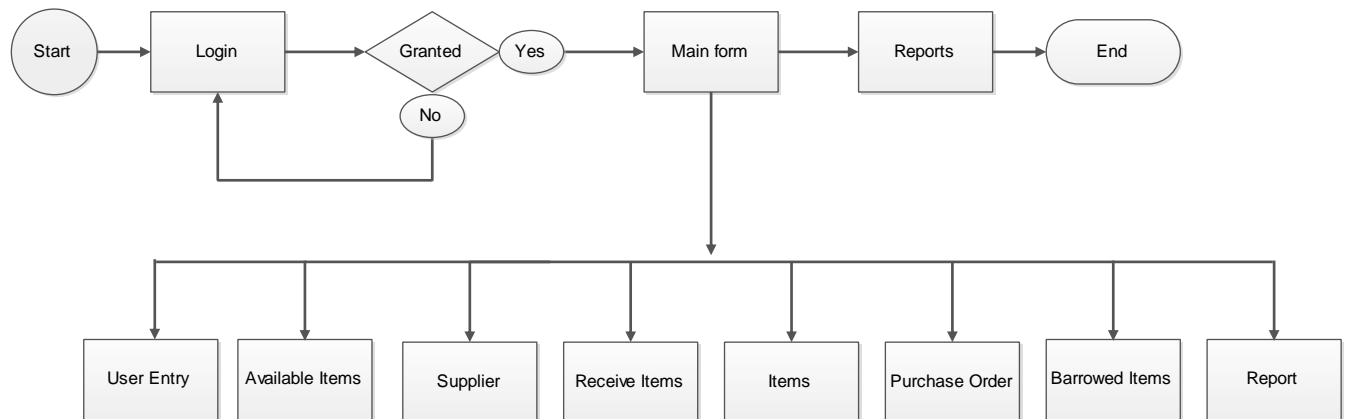 Start
Login
Granted
Yes
Main form
Reports
End
No
User Entry
Available Items
Supplier
Receive Items
Items
Purchase Order
Barrowed Items
Report